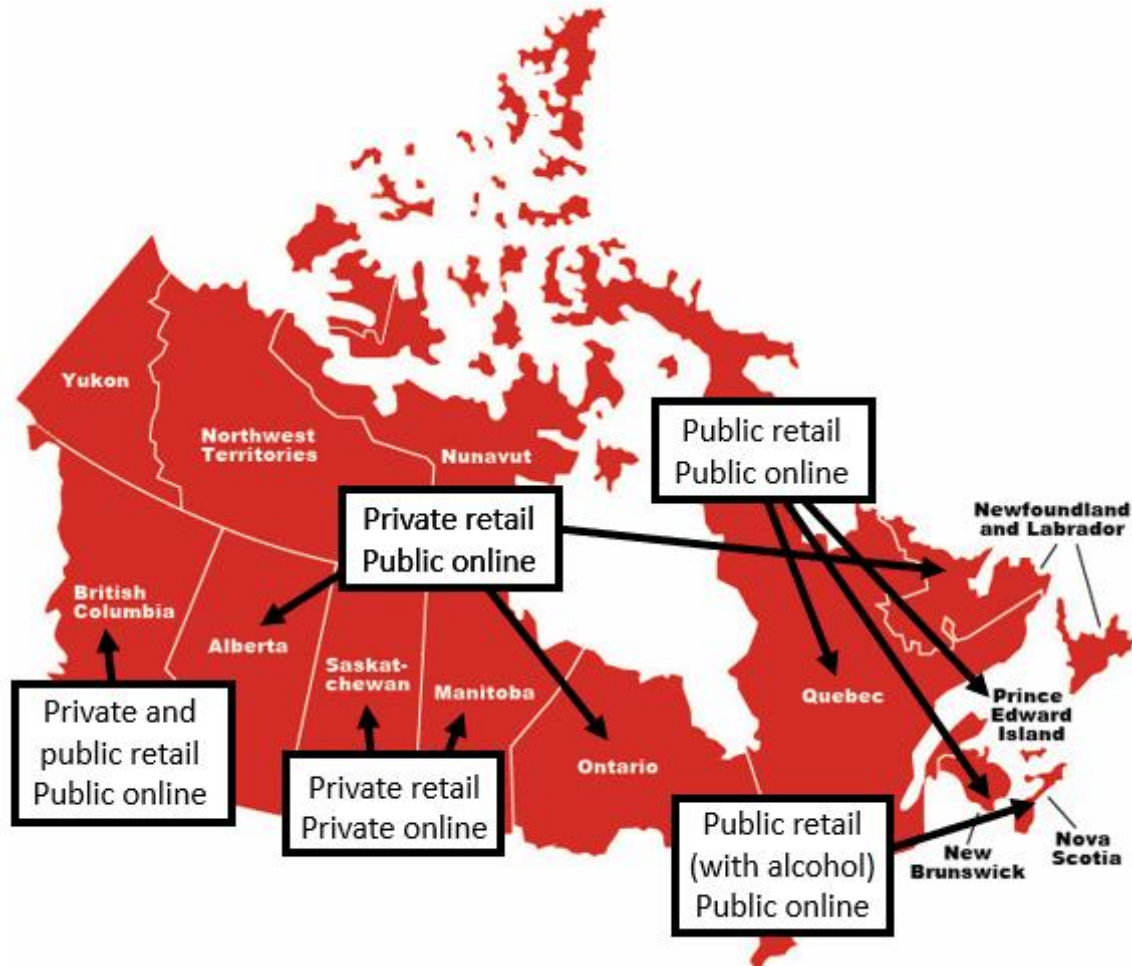 Yukon
Northwest
Territories
Nunavut
Public retail
Public online
Newfoundland
and Labrador
Private retail
Public online
British
Columbia
Alberta
Saskat-
chewan
Manitoba
Quebec
Prince
Edward
Island
Private and
public retail
Public online
Private retail
Private online
Ontario
Public retail
(with alcohol)
Public online
New
Brunswick
Nova
Scotia